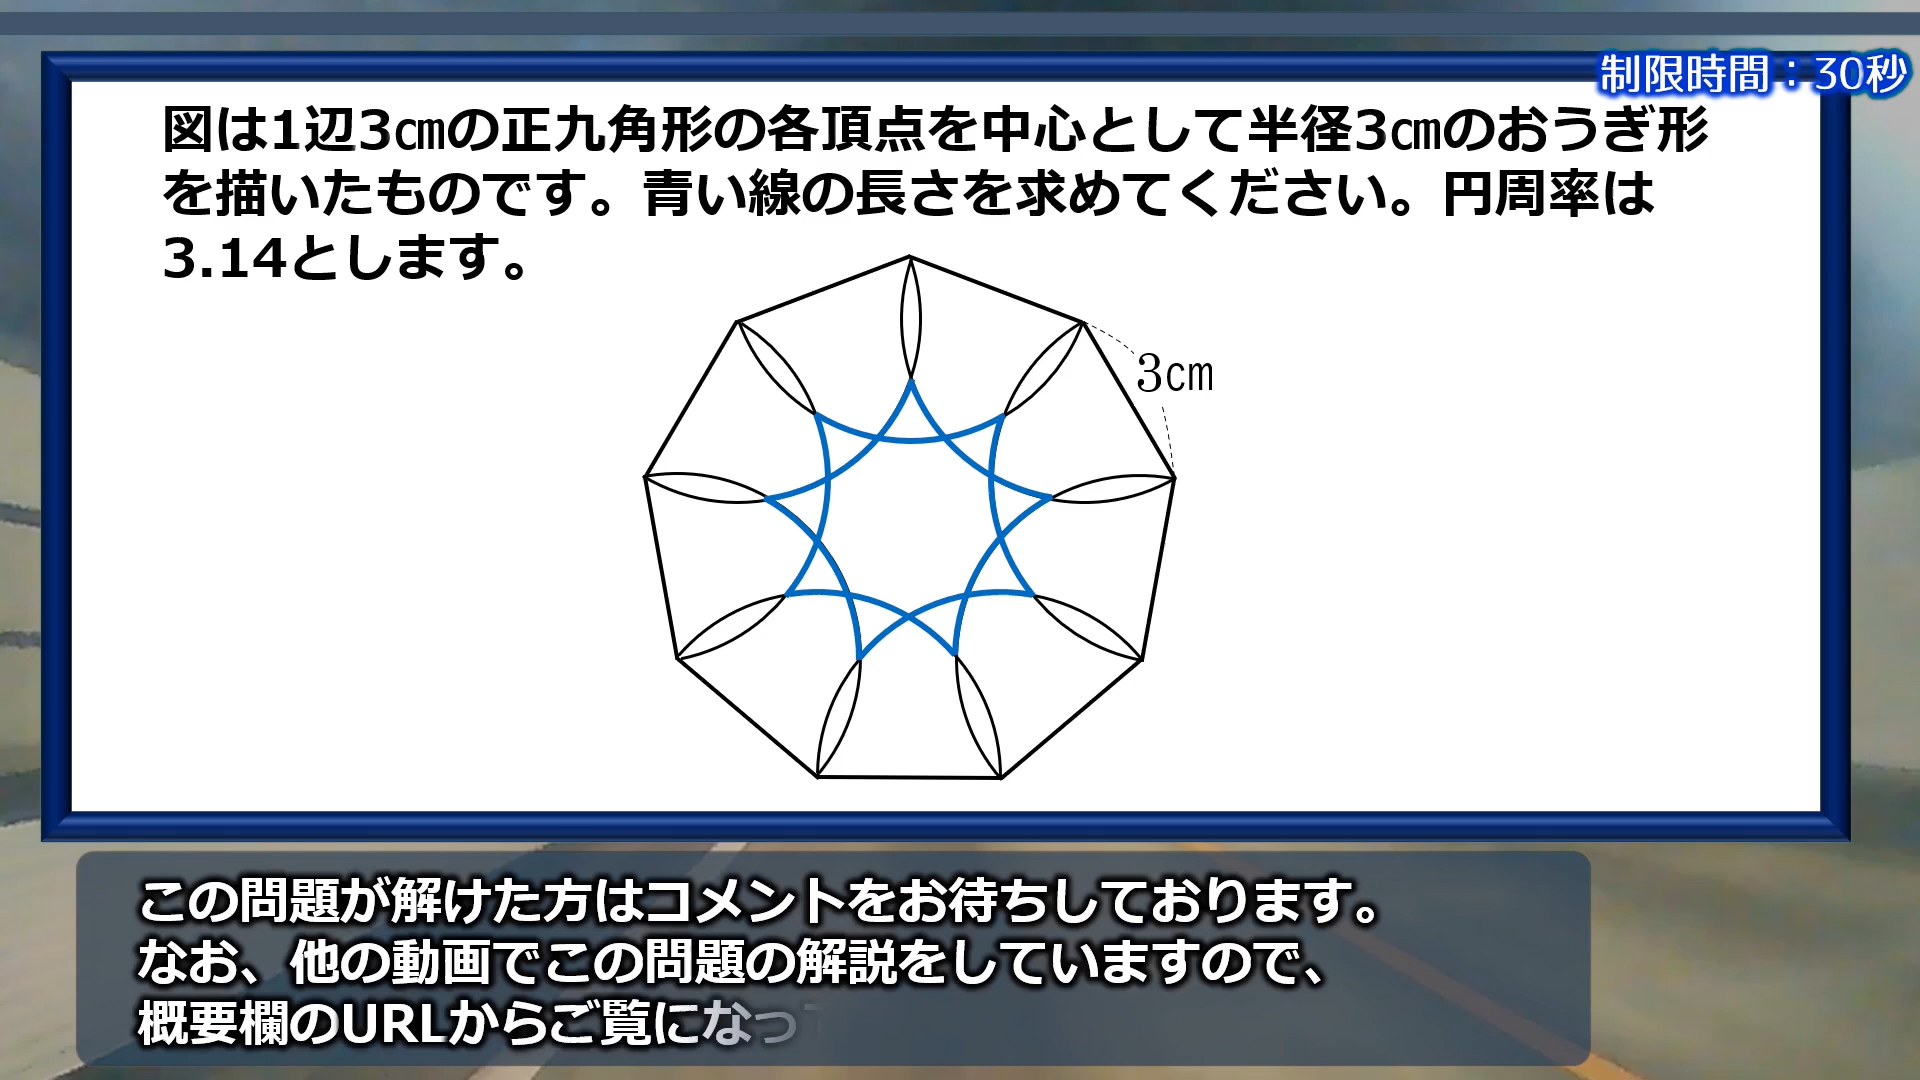 制限時間：30秒
図は1辺3㎝の正九角形の各頂点を中心として半径3㎝のおうぎ形
を描いたものです。青い線の長さを求めてください。円周率は
3.14とします。
3㎝
この問題が解けた方はコメントをお待ちしております。
なお、他の動画でこの問題の解説をしていますので、
概要欄のURLからご覧になって